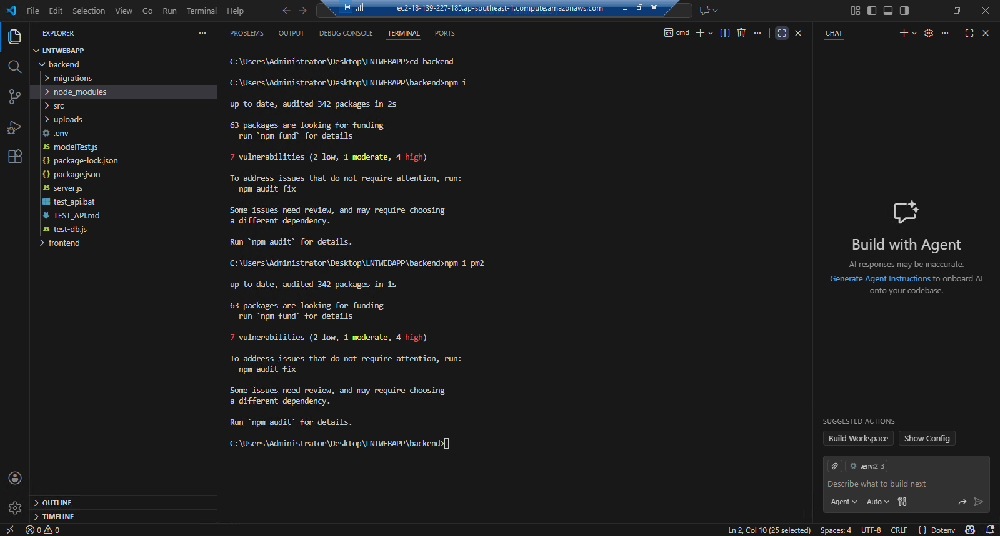 File Edit Selection View Go Run Terminal Help
ec2-18-139-227-185.ap-southeast-1.compute.amazonaws.com
EXPLORER
LNTWEBAPP
backend
migrations
node_modules
src
uploads
.env
JS modelTest.js
{} package-lock.json
{} package.json
JS server.js
test_api.bat
TEST_API.md
JS test-db.js
frontend
OUTLINE
TIMELINE
PROBLEMS OUTPUT DEBUG CONSOLE TERMINAL PORTS
cmd
C:\Users\Administrator\Desktop\LNTWEBAPP>cd backend
C:\Users\Administrator\Desktop\LNTWEBAPP\backend>npm i
up to date, audited 342 packages in 2s
63 packages are looking for funding
run `npm fund` for details
7 vulnerabilities (2 low, 1 moderate, 4 high)
To address issues that do not require attention, run:
npm audit fix
Some issues need review, and may require choosing
a different dependency.
Run `npm audit` for details.
C:\Users\Administrator\Desktop\LNTWEBAPP\backend>npm i pm2
up to date, audited 342 packages in 1s
63 packages are looking for funding
run `npm fund` for details
7 vulnerabilities (2 low, 1 moderate, 4 high)
To address issues that do not require attention, run:
npm audit fix
Some issues need review, and may require choosing
a different dependency.
Run `npm audit` for details.
C:\Users\Administrator\Desktop\LNTWEBAPP\backend>
CHAT
Build with Agent
AI responses may be inaccurate.
Generate Agent Instructions to onboard AI
onto your codebase.
SUGGESTED ACTIONS
Build Workspace Show Config
.env:2-3
Describe what to build next
Agent Auto
0 0
Ln 2, Col 10 (25 selected) Spaces: 4 UTF-8 CRLF {} Dotenv